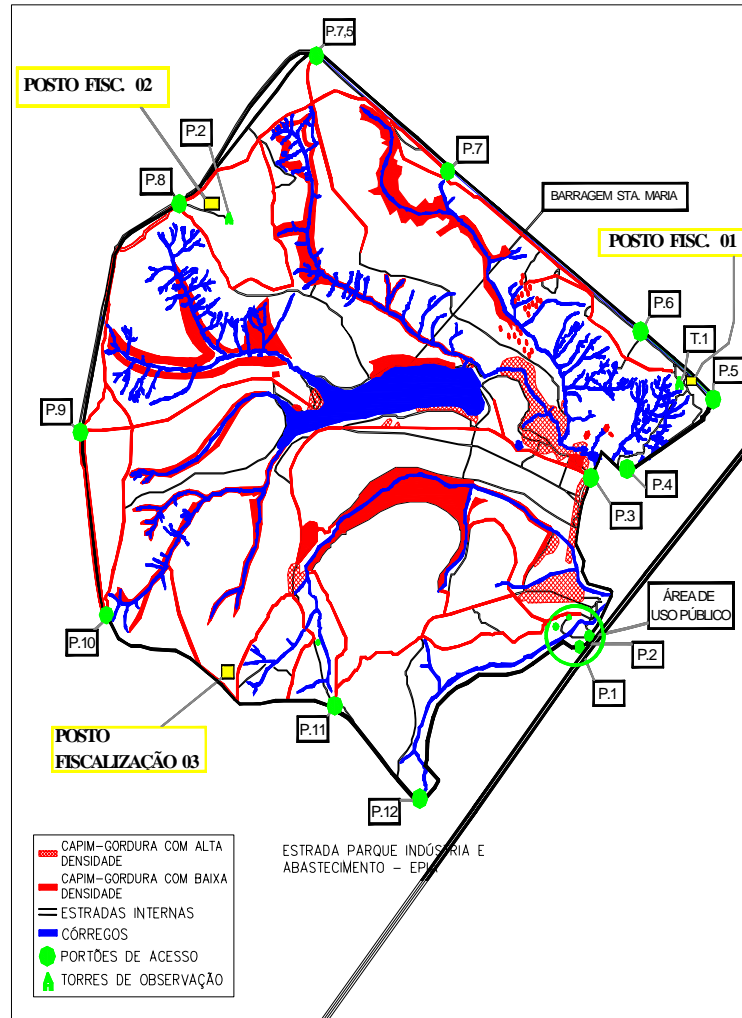 P.7,5
POSTO FISC. 02
P.2
P.7
P.8
BARRAGEM STA. MARIA
POSTO FISC. 01
P.6
T.1
P.5
P.9
P.4
P.3
ÁREA DE
USO PÚBLICO
P.10
P.2
P.1
P.11
POSTO
FISCALIZAÇÃO 03
P.12
ESTRADA PARQUE INDÚSTRIA E
ABASTECIMENTO – EPIA
CAPIM-GORDURA COM ALTA
DENSIDADE
CAPIM-GORDURA COM BAIXA
DENSIDADE
ESTRADAS INTERNAS
CÓRREGOS
PORTÕES DE ACESSO
TORRES DE OBSERVAÇÃO